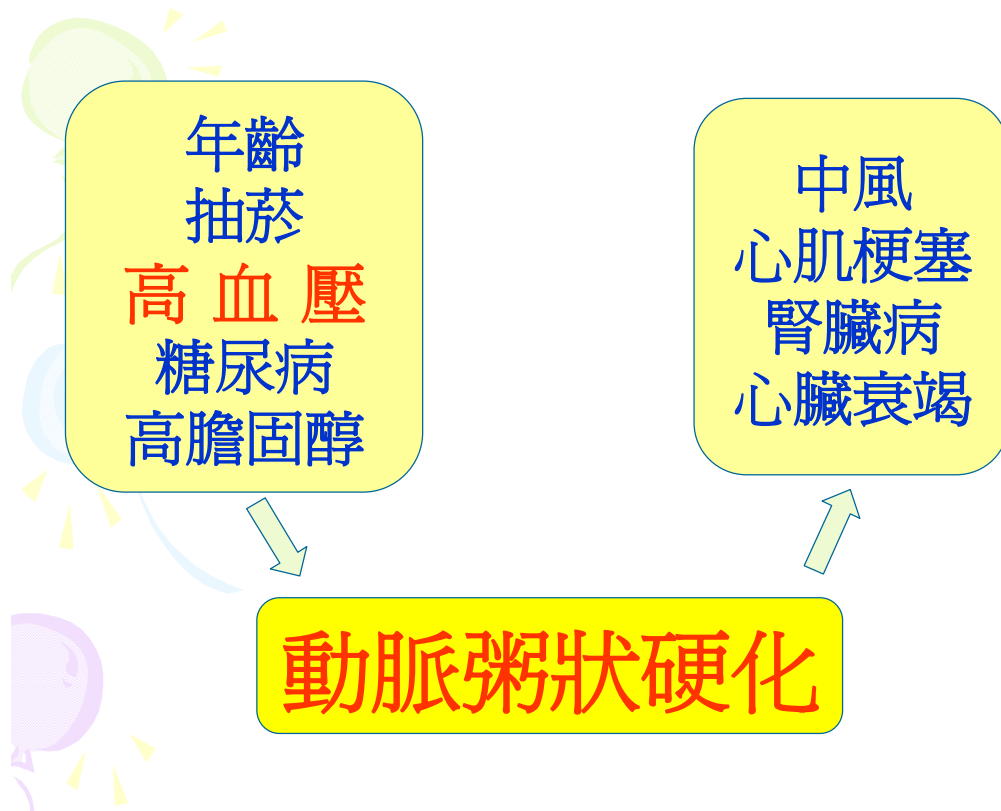 年齡
抽菸
高 血 壓
糖尿病
高膽固醇
中風
心肌梗塞
腎臟病
心臟衰竭
動脈粥狀硬化